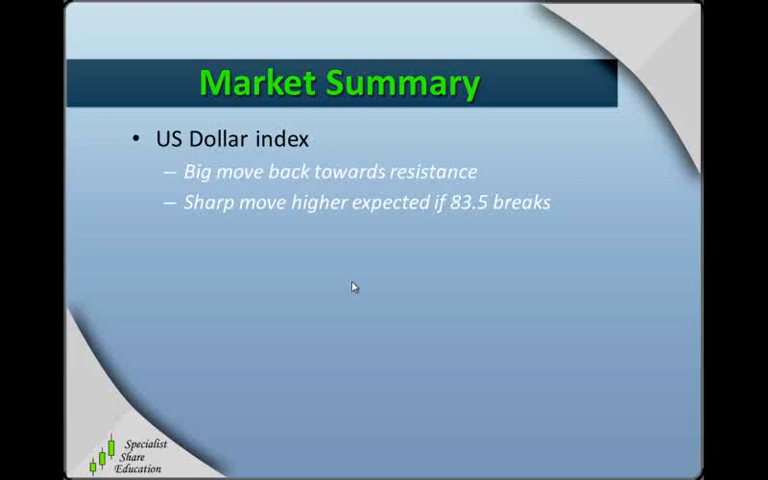 Market Summary
• US Dollar index
– Big move back towards resistance
– Sharp move higher expected if 83.5 breaks
Specialist
Share
Education